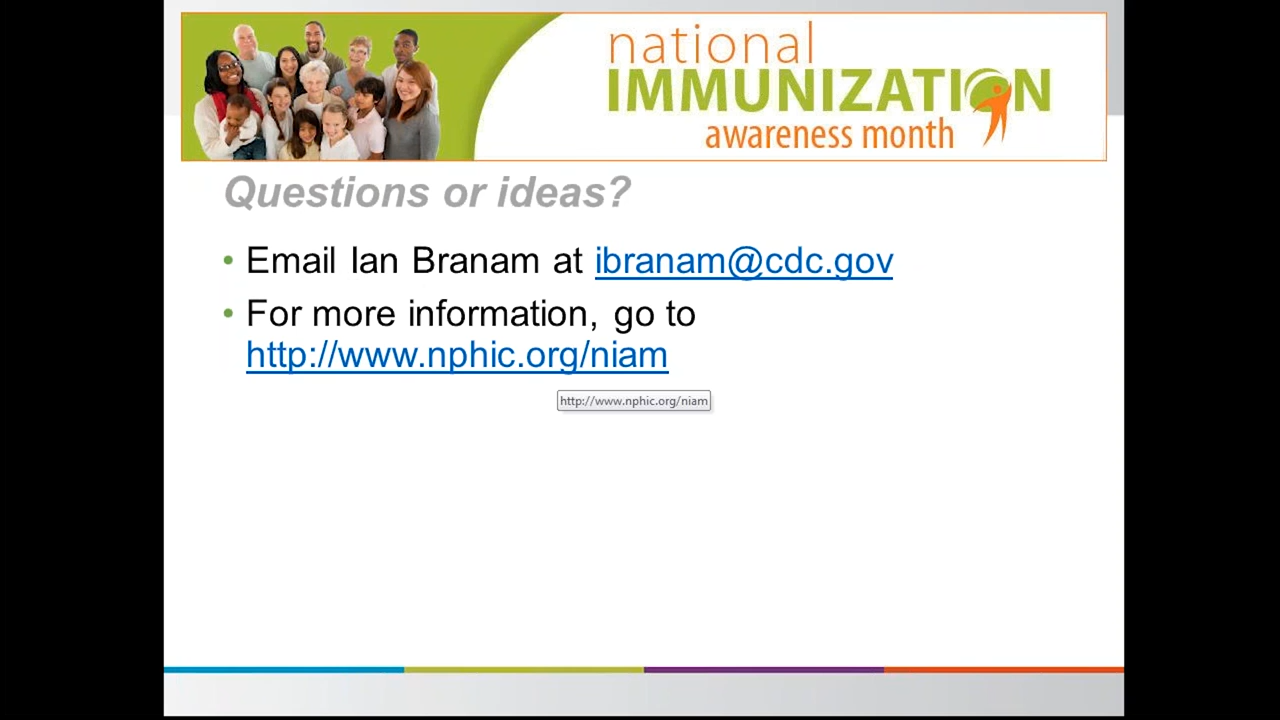 national
IMMUNIZATION
awareness month
Questions or ideas?
• Email Ian Branam at ibranam@cdc.gov
• For more information, go to
http://www.nphic.org/niam
http://www.nphic.org/niam